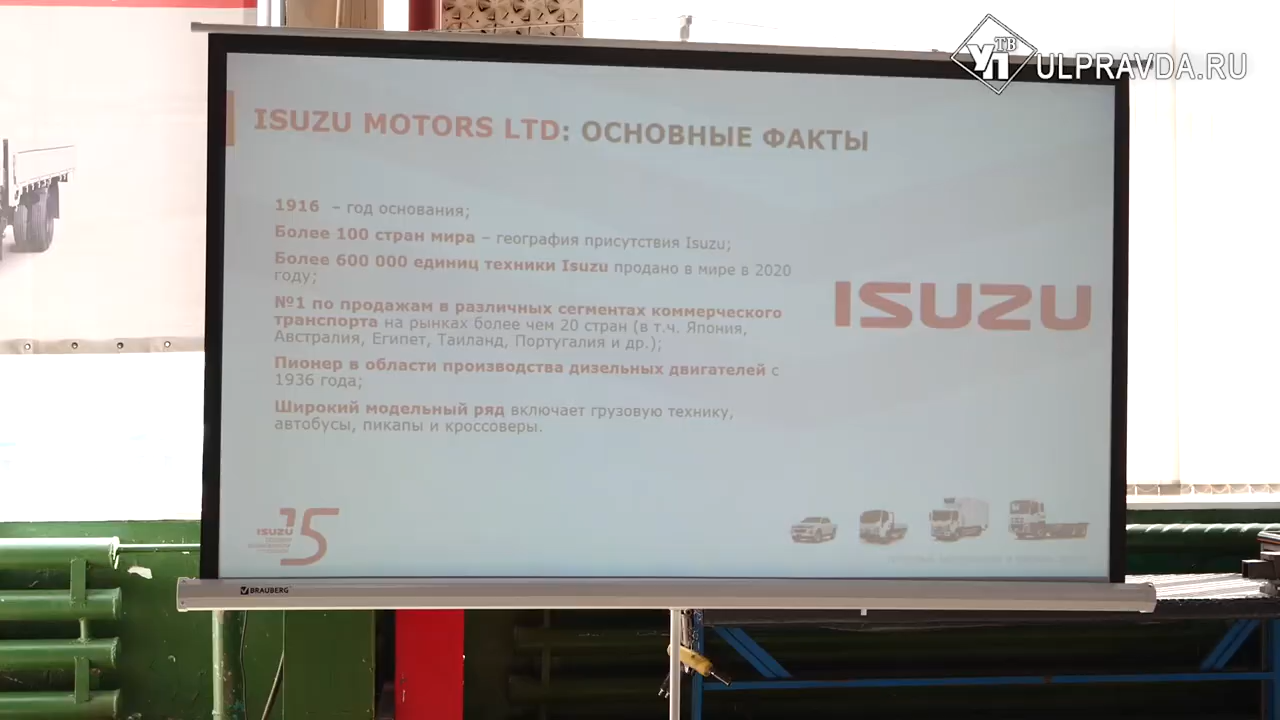 УП ТВ ULPRAVDA.RU
ISUZU MOTORS LTD: ОСНОВНЫЕ ФАКТЫ
1916 – год основания;
Более 100 стран мира – география присутствия Isuzu;
Более 600 000 единиц техники Isuzu продано в мире в 2020
году;
№1 по продажам в различных сегментах коммерческого
транспорта на рынках более чем 20 стран (в т.ч. Япония,
Австралия, Египет, Таиланд, Португалия и др.);
Пионер в области производства дизельных двигателей с
1936 года;
Широкий модельный ряд включает грузовую технику,
автобусы, пикапы и кроссоверы.
ISUZU
ISUZU 15
BRAUBERG